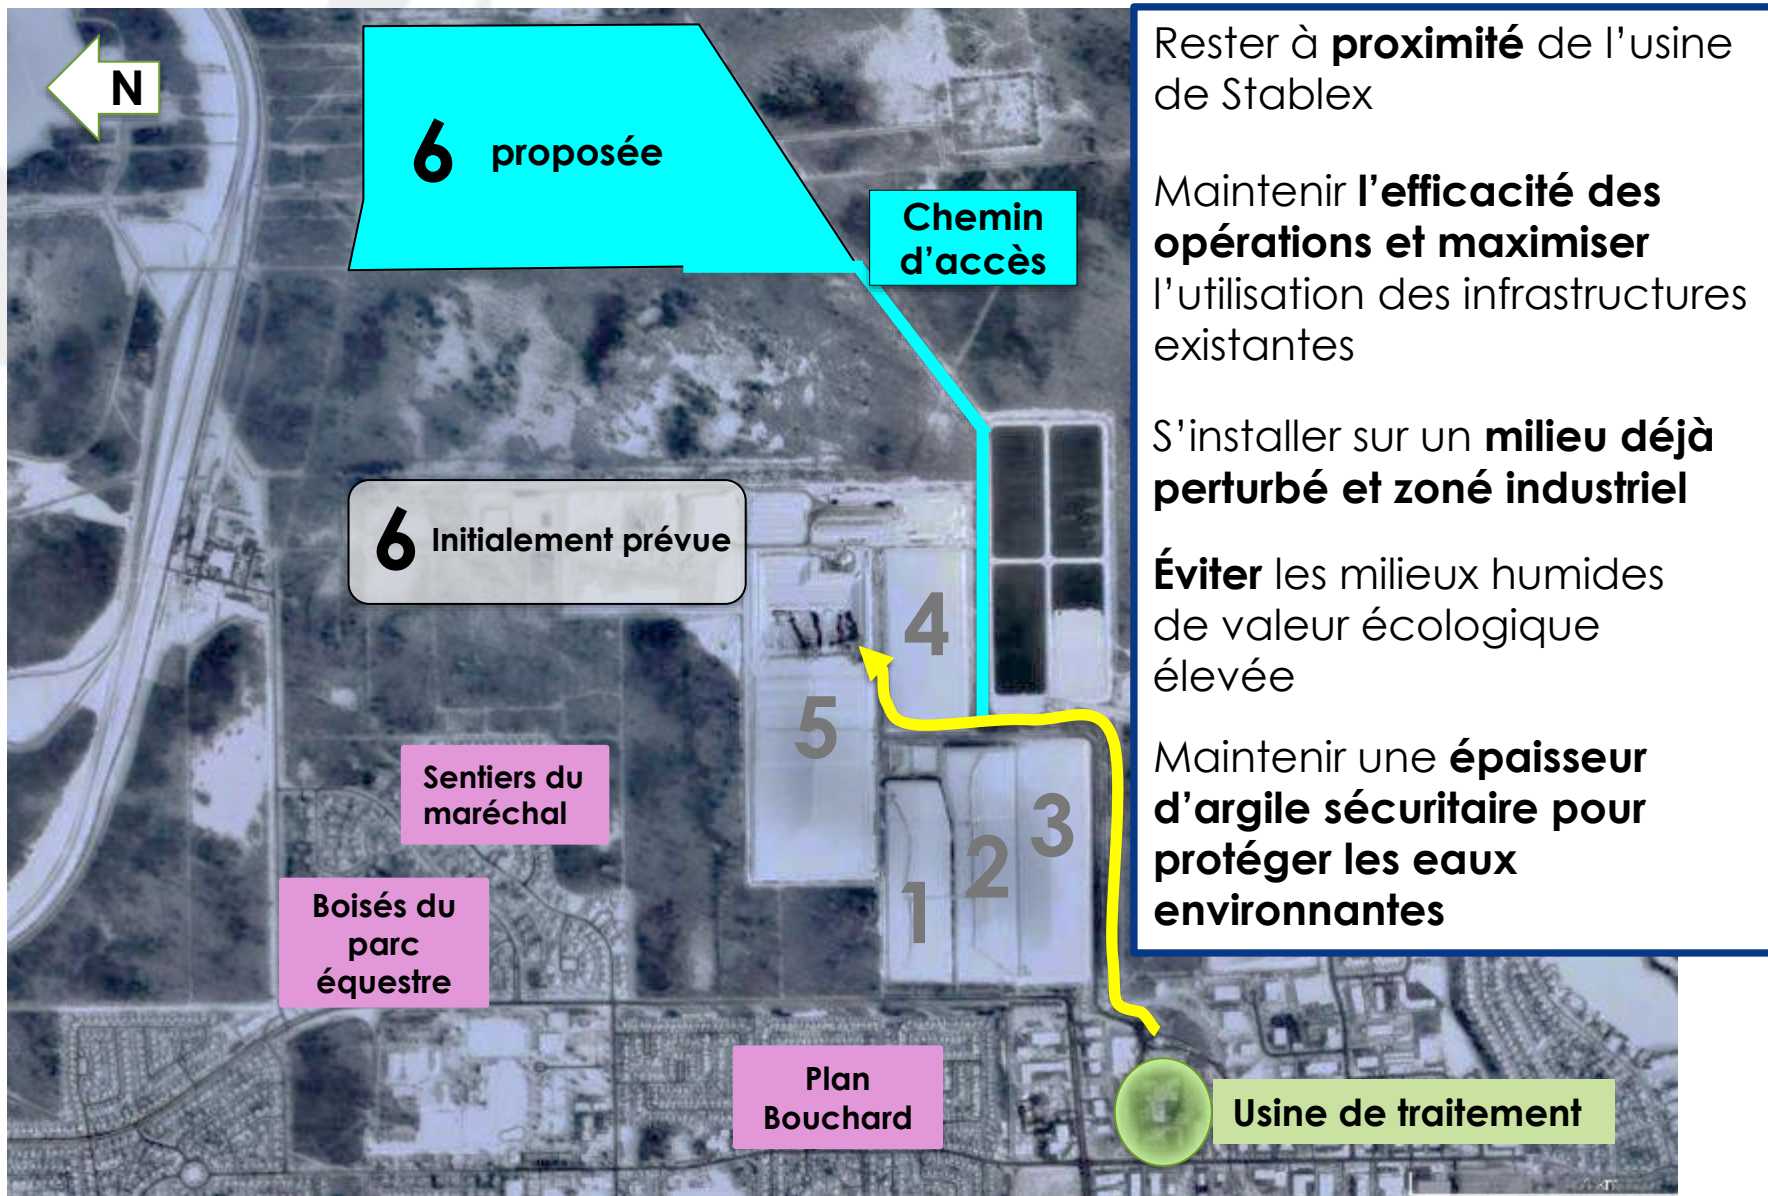 N
6 proposée
Chemin
d’accès
6 Initialement prévue
4
5
3
2
1
Sentiers du
maréchal
Boisés du
parc
équestre
Plan
Bouchard
Usine de traitement
Rester à proximité de l’usine
de Stablex
Maintenir l’efficacité des
opérations et maximiser
l’utilisation des infrastructures
existantes
S’installer sur un milieu déjà
perturbé et zoné industriel
Éviter les milieux humides
de valeur écologique
élevée
Maintenir une épaisseur
d’argile sécuritaire pour
protéger les eaux
environnantes